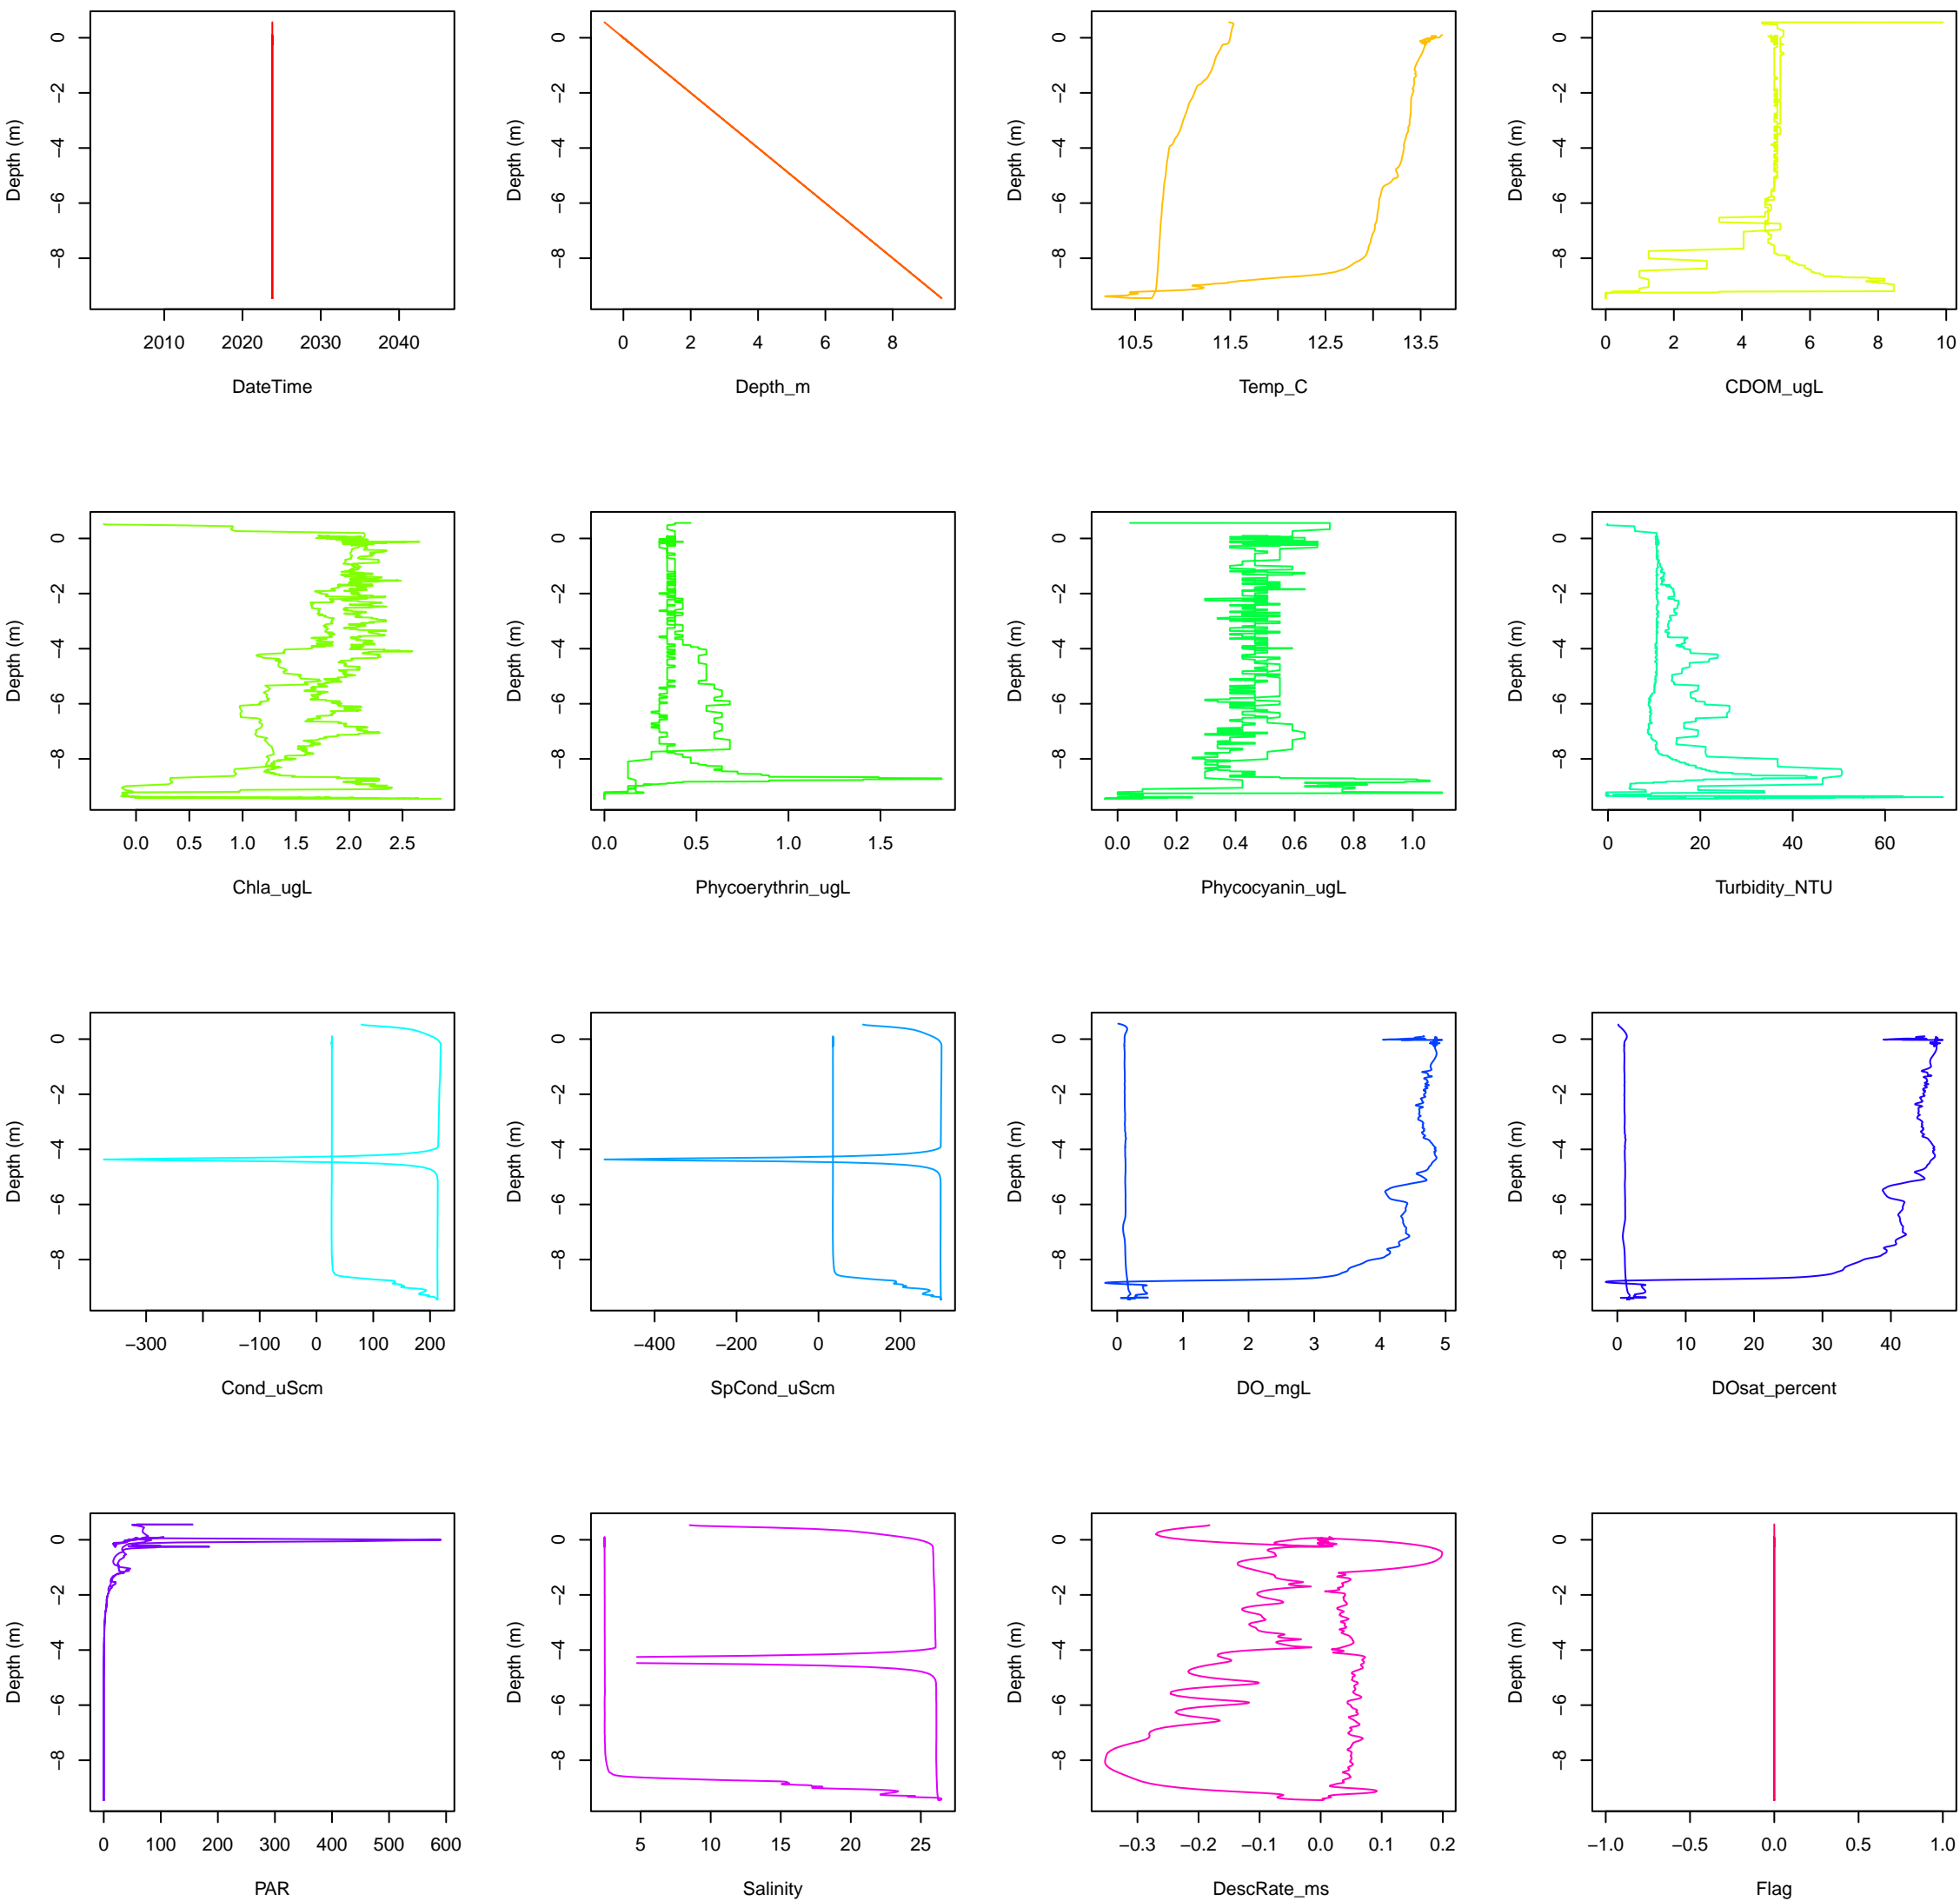 0
−2
−4
−6
−8
Depth (m)
2010 2020 2030 2040
DateTime
0
−2
−4
−6
−8
Depth (m)
0 2 4 6 8
Depth_m
0
−2
−4
−6
−8
Depth (m)
10.5 11.5 12.5 13.5
Temp_C
0
−2
−4
−6
−8
Depth (m)
0 2 4 6 8 10
CDOM_ugL
0
−2
−4
−6
−8
Depth (m)
0.0 0.5 1.0 1.5 2.0 2.5
Chla_ugL
0
−2
−4
−6
−8
Depth (m)
0.0 0.5 1.0 1.5
Phycoerythrin_ugL
0
−2
−4
−6
−8
Depth (m)
0.0 0.2 0.4 0.6 0.8 1.0
Phycocyanin_ugL
0
−2
−4
−6
−8
Depth (m)
0 20 40 60
Turbidity_NTU
0
−2
−4
−6
−8
Depth (m)
−300 −100 0 100 200
Cond_uScm
0
−2
−4
−6
−8
Depth (m)
−400 −200 0 200
SpCond_uScm
0
−2
−4
−6
−8
Depth (m)
0 1 2 3 4 5
DO_mgL
0
−2
−4
−6
−8
Depth (m)
0 10 20 30 40
DOsat_percent
0
−2
−4
−6
−8
Depth (m)
0 100 200 300 400 500 600
PAR
0
−2
−4
−6
−8
Depth (m)
5 10 15 20 25
Salinity
0
−2
−4
−6
−8
Depth (m)
−0.3 −0.2 −0.1 0.0 0.1 0.2
DescRate_ms
0
−2
−4
−6
−8
Depth (m)
−1.0 −0.5 0.0 0.5 1.0
Flag